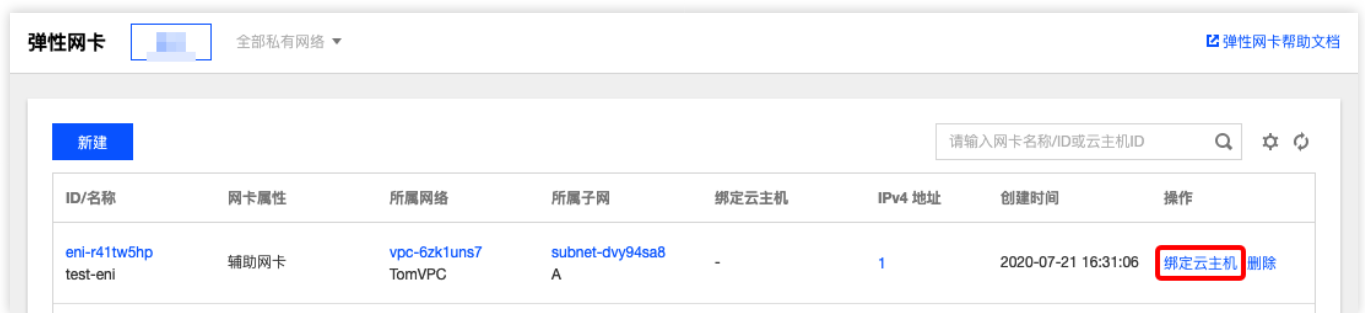 弹性网卡 全部私有网络 弹性网卡帮助文档
新建 请输入网卡名称/ID或云主机ID
ID/名称 网卡属性 所属网络 所属子网 绑定云主机 IPv4 地址 创建时间 操作
eni-r41tw5hp vpc-6zk1uns7 subnet-dvy94sa8
辅助网卡 - 1 2020-07-21 16:31:06 绑定云主机 删除
test-eni TomVPC A